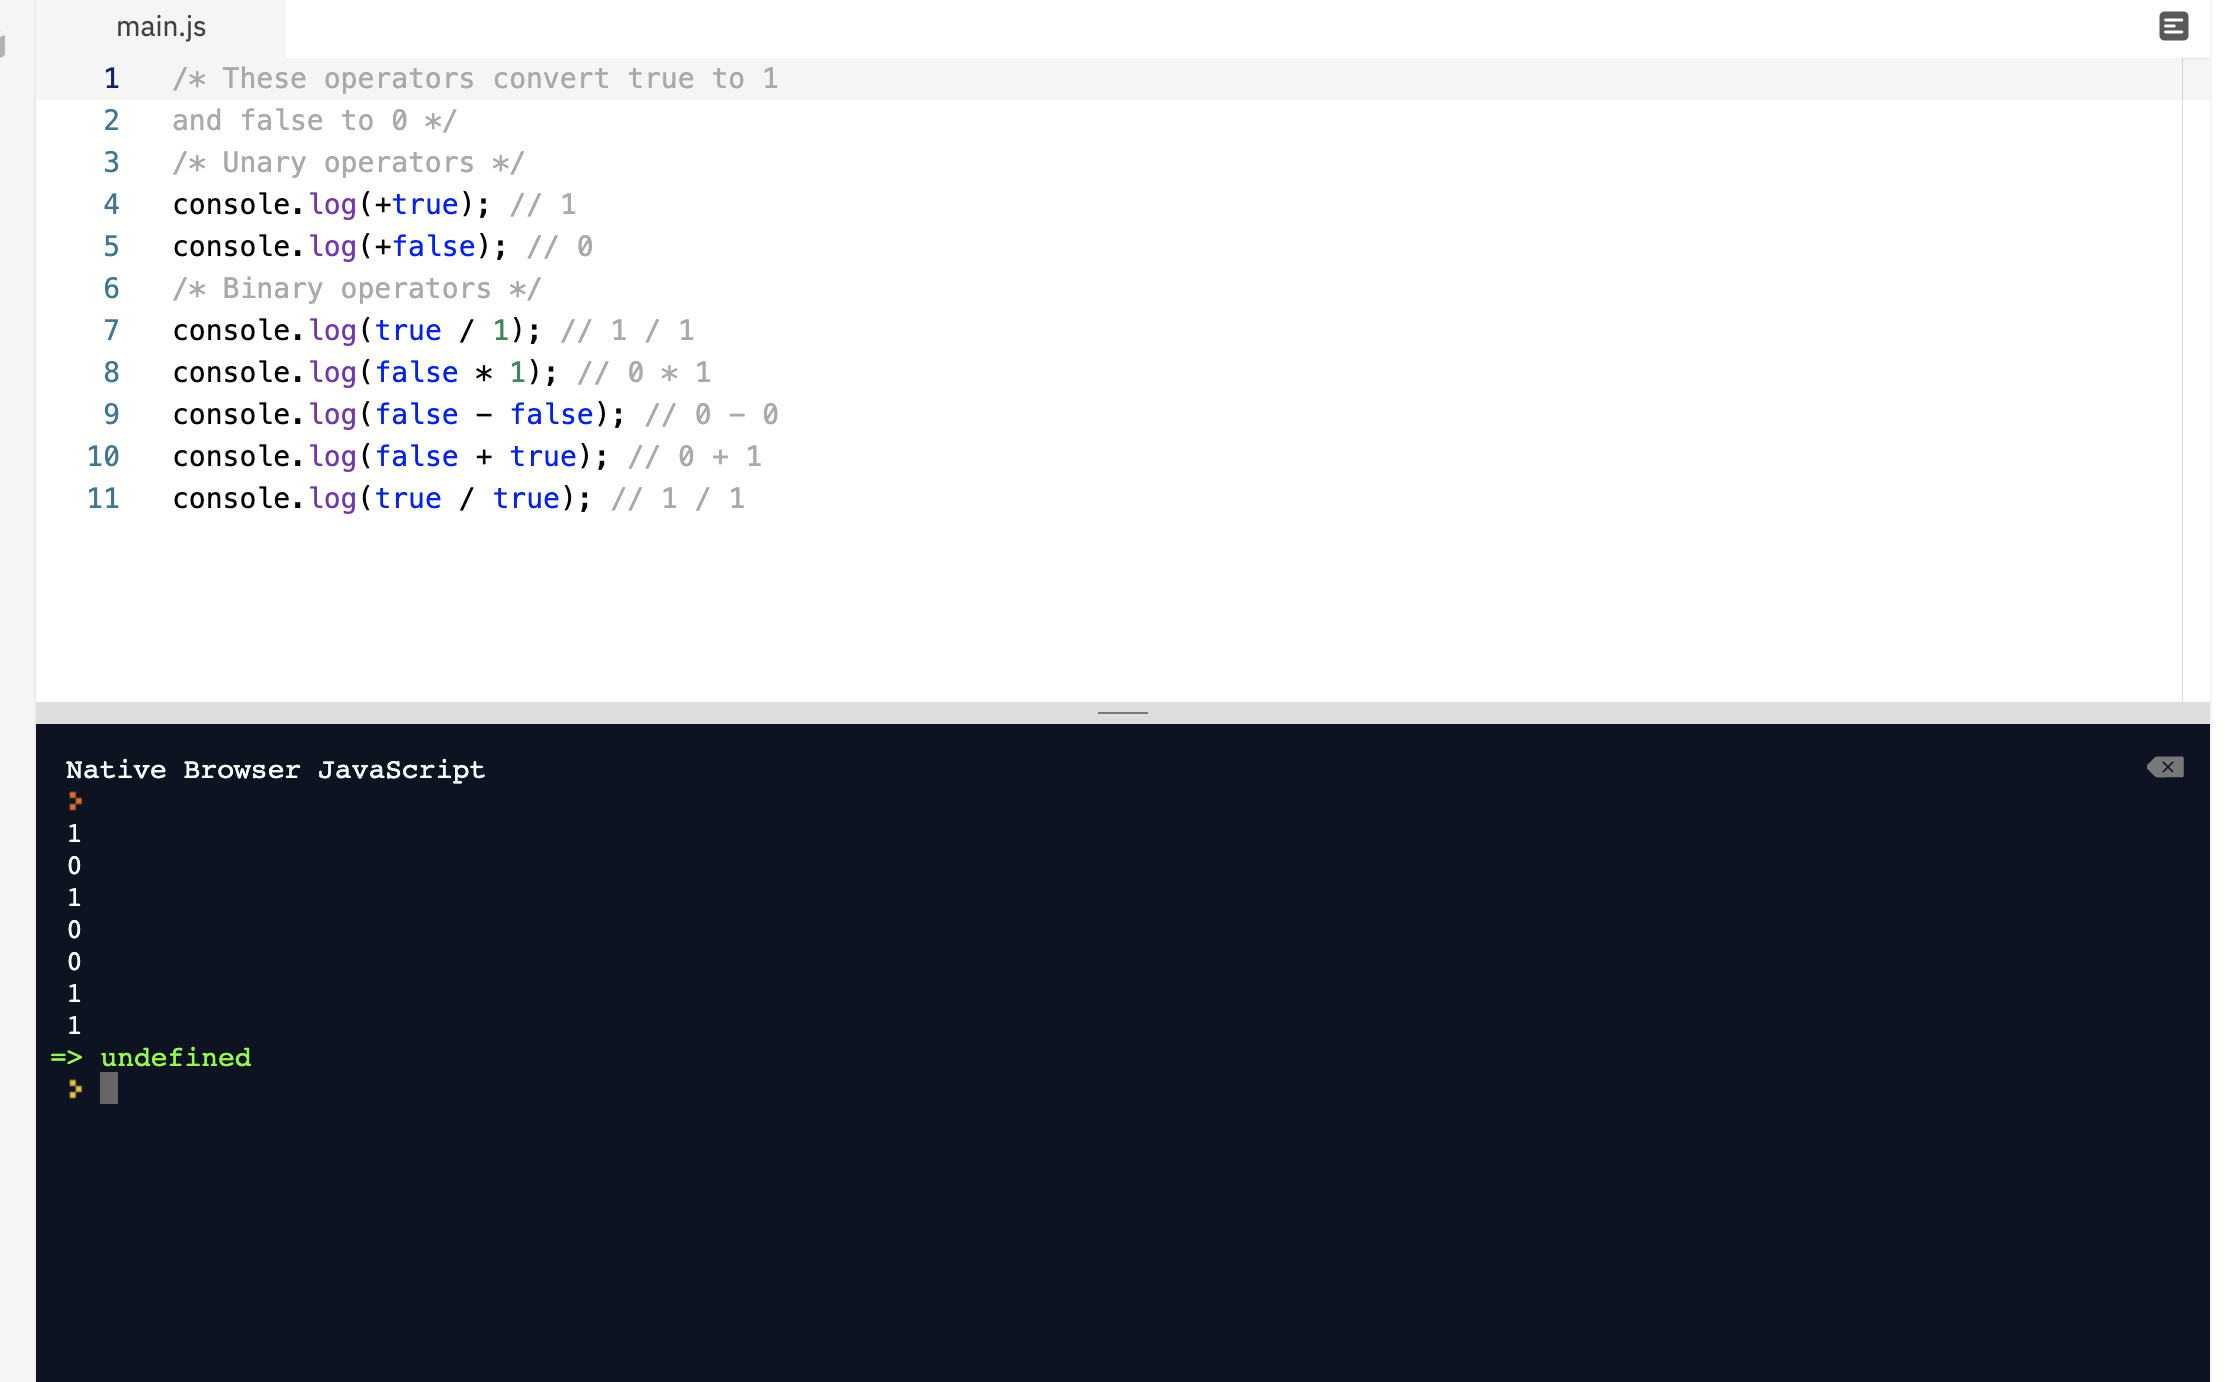 main.js
1 /* These operators convert true to 1
2 and false to 0 */
3 /* Unary operators */
4 console.log(+true); // 1
5 console.log(+false); // 0
6 /* Binary operators */
7 console.log(true / 1); // 1 / 1
8 console.log(false * 1); // 0 * 1
9 console.log(false - false); // 0 - 0
10 console.log(false + true); // 0 + 1
11 console.log(true / true); // 1 / 1
Native Browser JavaScript
>
1
0
1
0
0
1
1
=> undefined
>